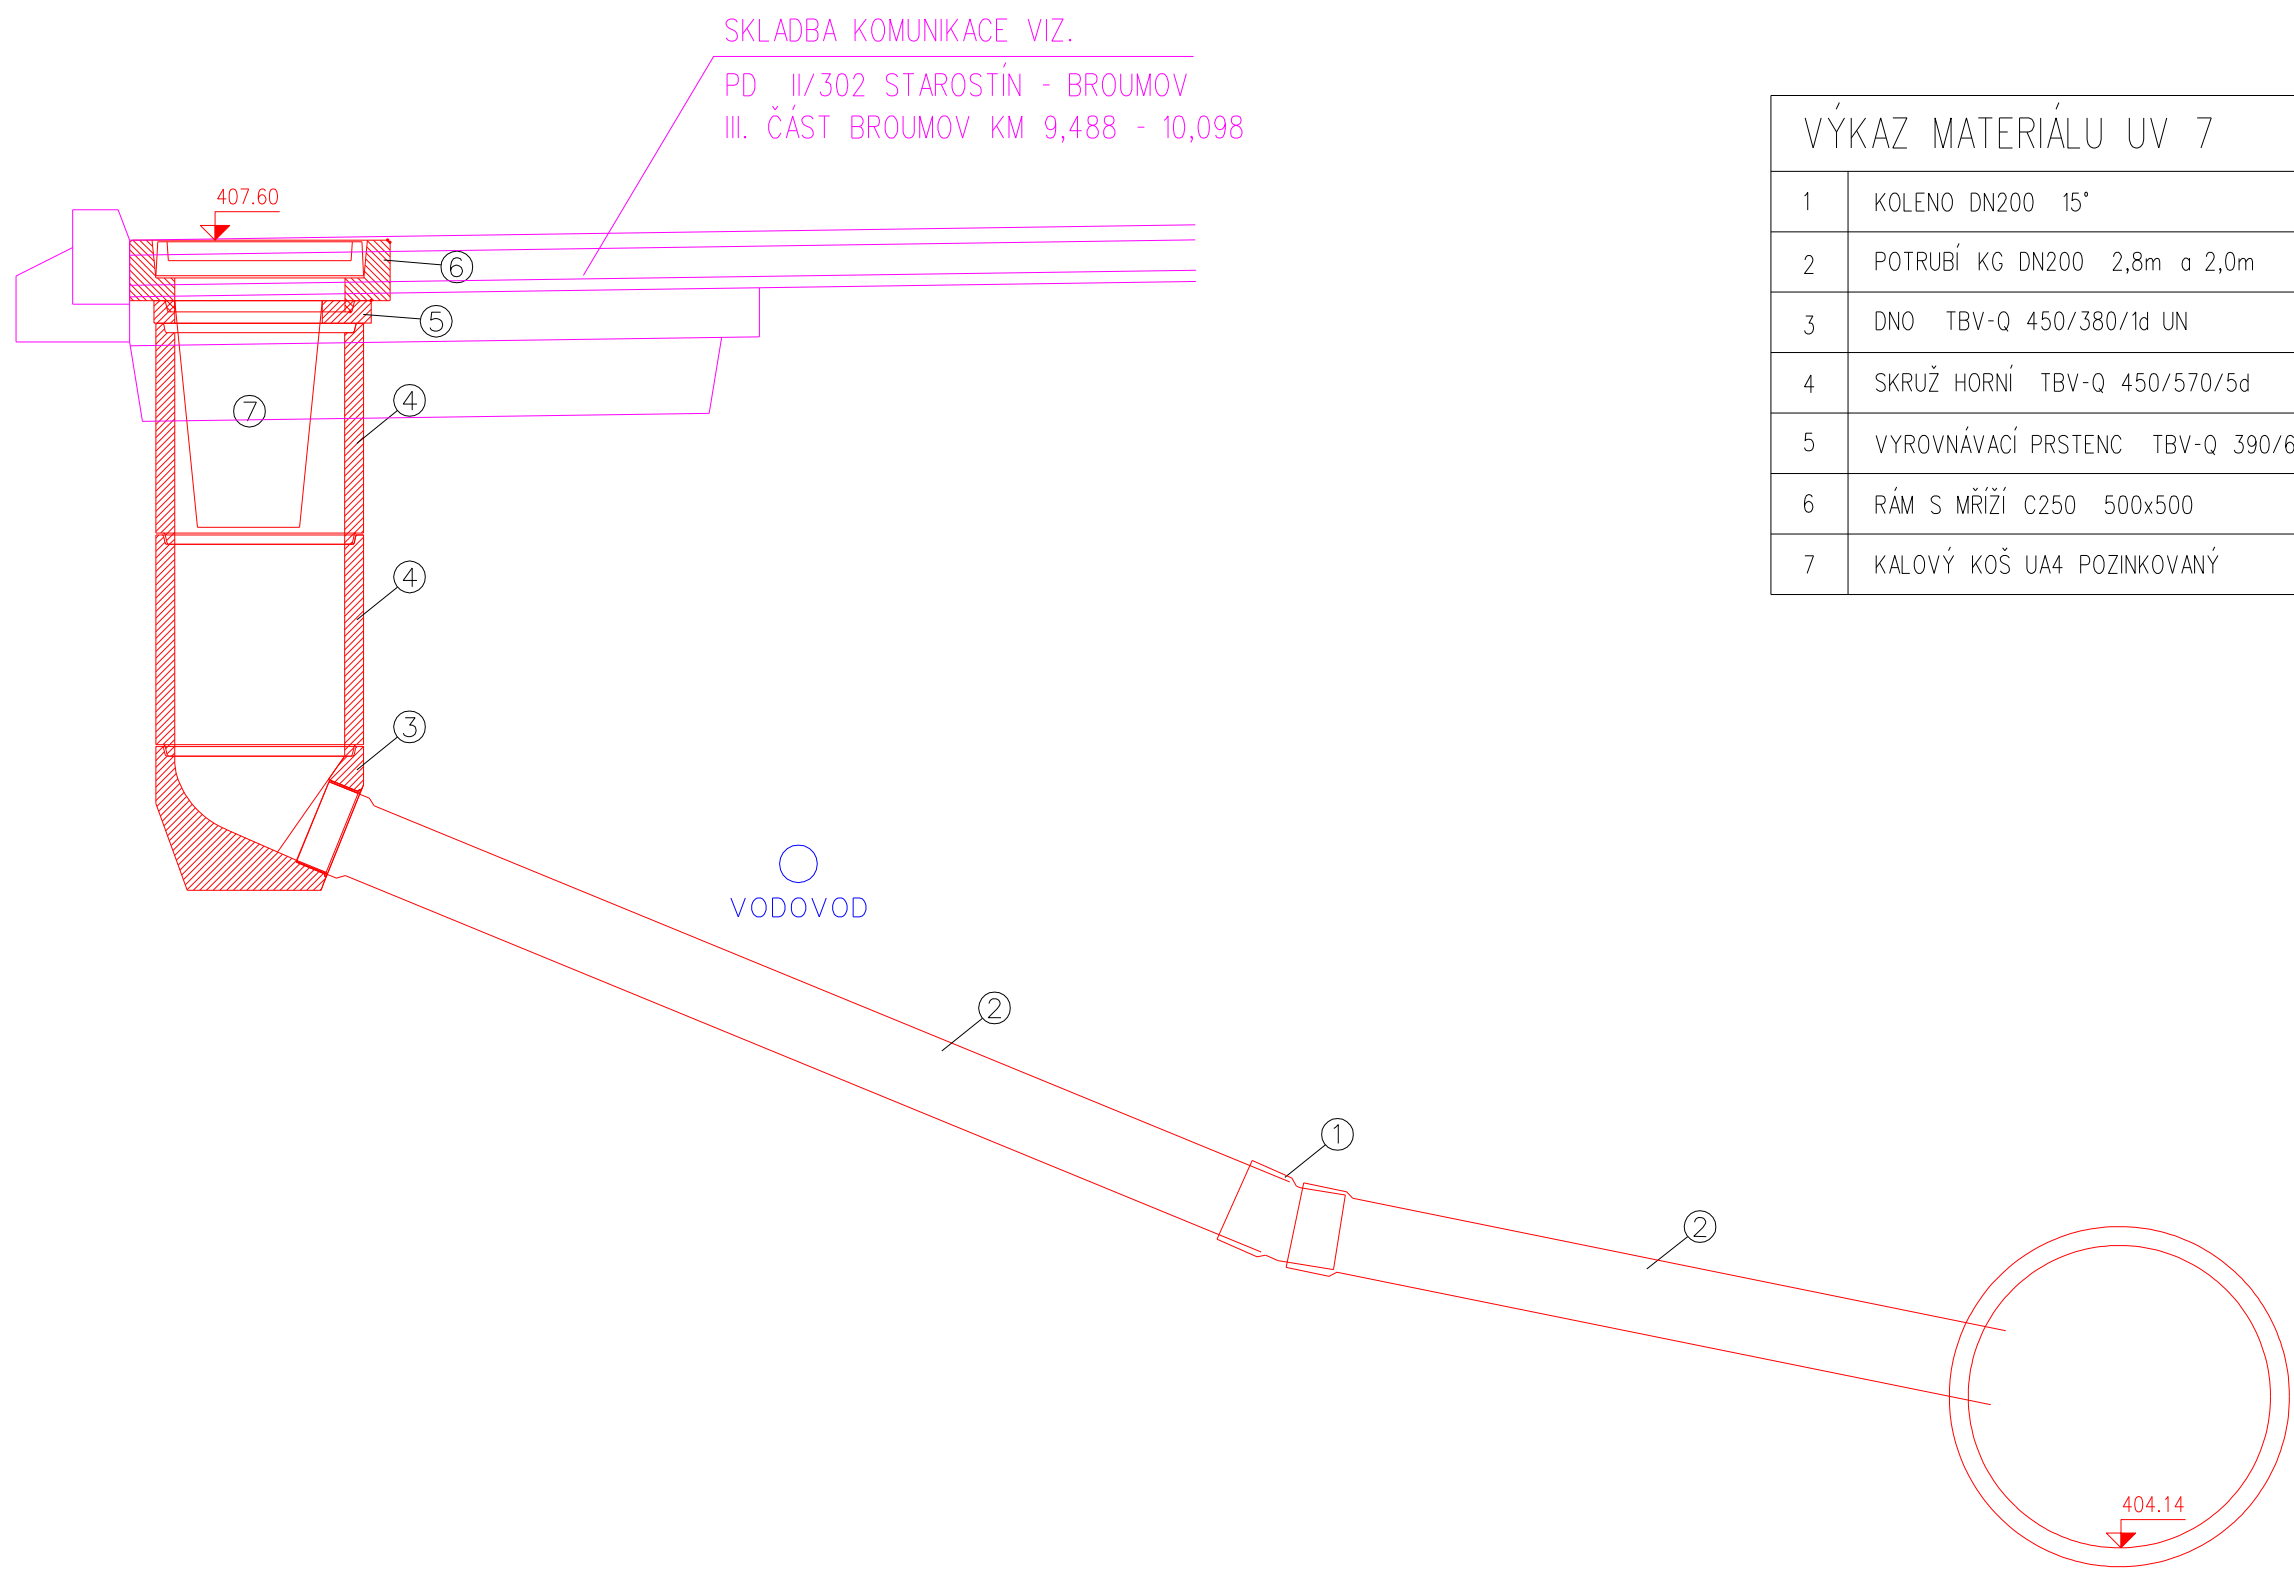 SKLADBA KOMUNIKACE VIZ.
PD II/302 STAROSTÍN - BROUMOV
III. ČÁST BROUMOV KM 9,488 - 10,098
407.60
6
5
4
7
4
3
VODOVOD
2
1
2
404.14
VÝKAZ MATERIÁLU UV 7
1 KOLENO DN200 15°
2 POTRUBÍ KG DN200 2,8m a 2,0m
3 DNO TBV-Q 450/380/1d UN
4 SKRUŽ HORNÍ TBV-Q 450/570/5d
5 VYROVNÁVACÍ PRSTENC TBV-Q 390/6
6 RÁM S MŘÍŽÍ C250 500x500
7 KALOVÝ KOŠ UA4 POZINKOVANÝ